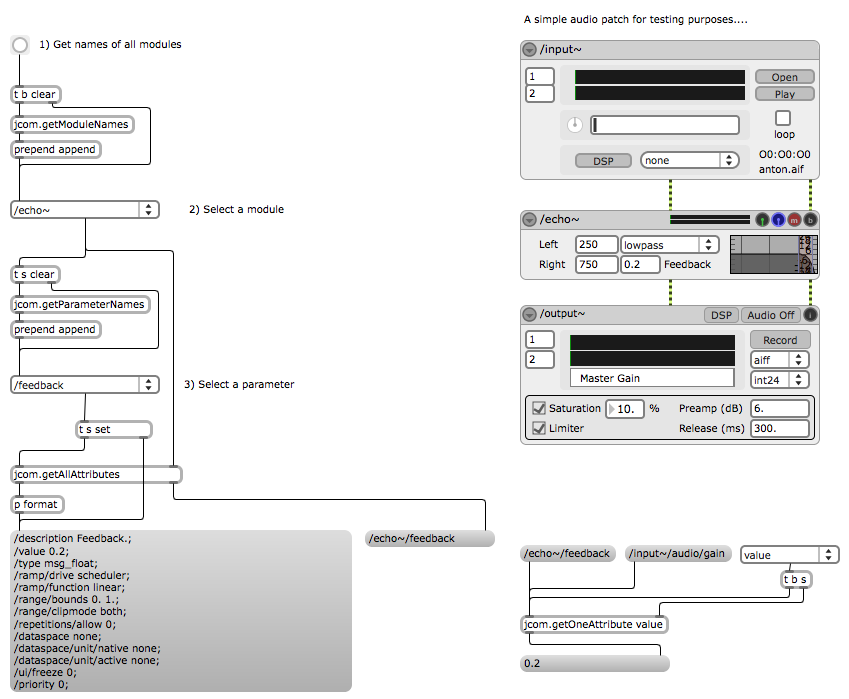 1) Get names of all modules
t b clear
jcom.getModuleNames
prepend append
/echo~
2) Select a module
t s clear
jcom.getParameterNames
prepend append
/feedback
3) Select a parameter
t s set
jcom.getAllAttributes
p format
/description Feedback.;
/value 0.2;
/type msg_float;
/ramp/drive scheduler;
/ramp/function linear;
/range/bounds 0. 1.;
/range/clipmode both;
/repetitions/allow 0;
/dataspace none;
/dataspace/unit/native none;
/dataspace/unit/active none;
/ui/freeze 0;
/priority 0;
/echo~/feedback
A simple audio patch for testing purposes....
/input~
1
2
Open
Play
loop
DSP
none
00:00:00
anton.aif
/echo~
m
b
Left 250 lowpass
Right 750 0.2 Feedback
/output~ DSP Audio Off i
1
2
Record
aiff
int24
Master Gain
Saturation 10. % Preamp (dB) 6.
Limiter Release (ms) 300.
/echo~/feedback /input~/audio/gain value
t b s
jcom.getOneAttribute value
0.2